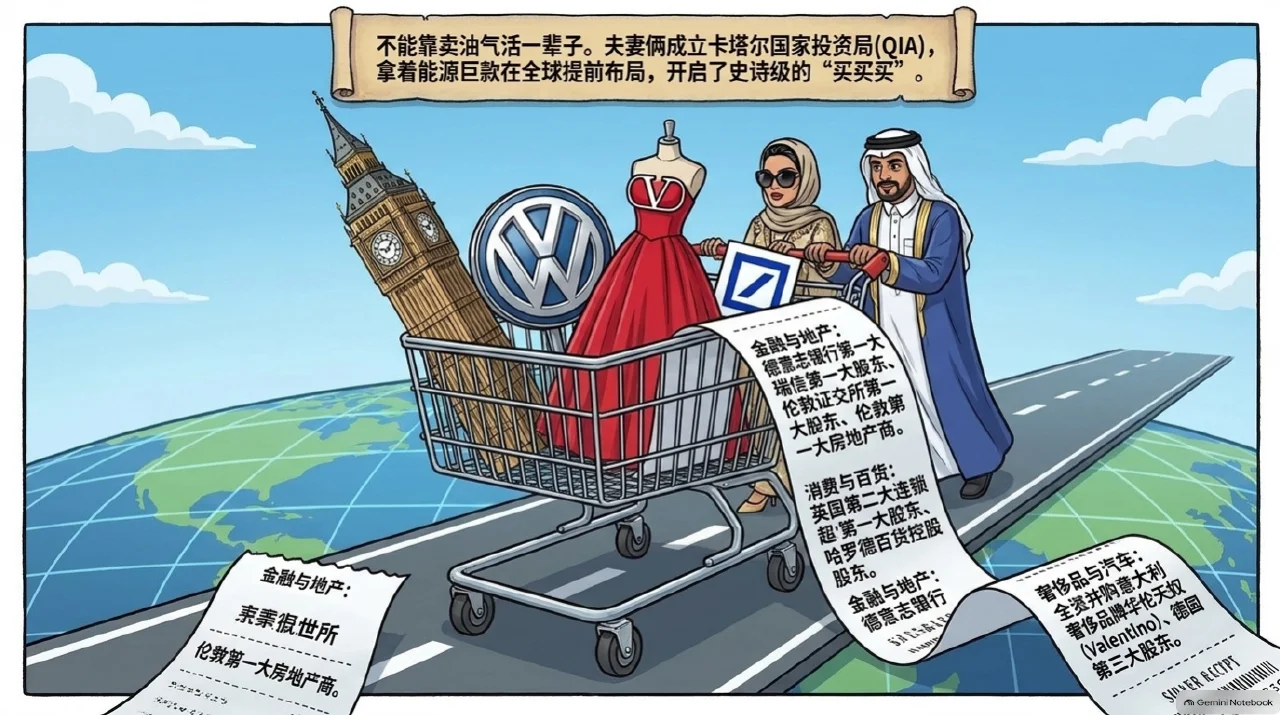 不能靠卖油气活一辈子。夫妻俩成立卡塔尔国家投资局(QIA)，
拿着能源巨款在全球提前布局，开启了史诗级的“买买买”。
V
金融与地产：
德意志银行第一大
瑞信第一大股东、
伦敦证交所第一
大股东、伦敦第
一大房地产商。
消费与百货：
英国第二大连锁
超'第一大股东、
哈罗德百货控股
股东。
金融与地产：
德意志银行
金融与地产：
伦敦第一大房地产商。
奢侈品与汽车：
全资并购意大利
奢侈品牌华伦天奴
(Valentino)、德国
第三大股东。
Gemini Notebook